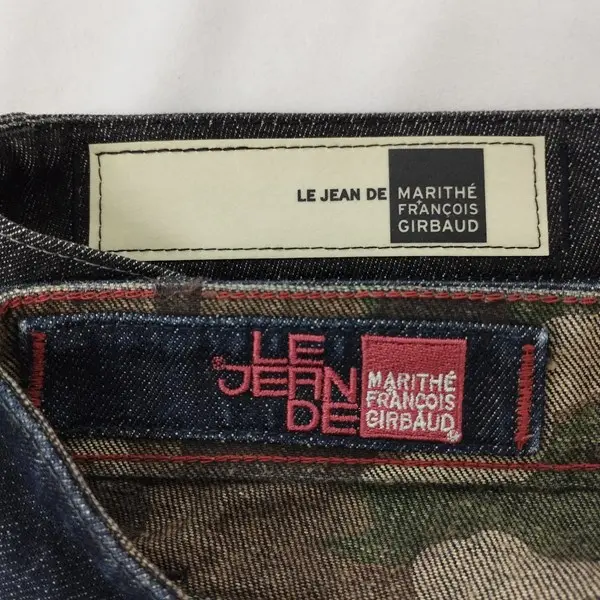 LE JEAN DE MARITHÉ
FRANÇOIS
GIRBAUD
LE
JEAN
DE
MARITHÉ
FRANÇOIS
GIRBAUD